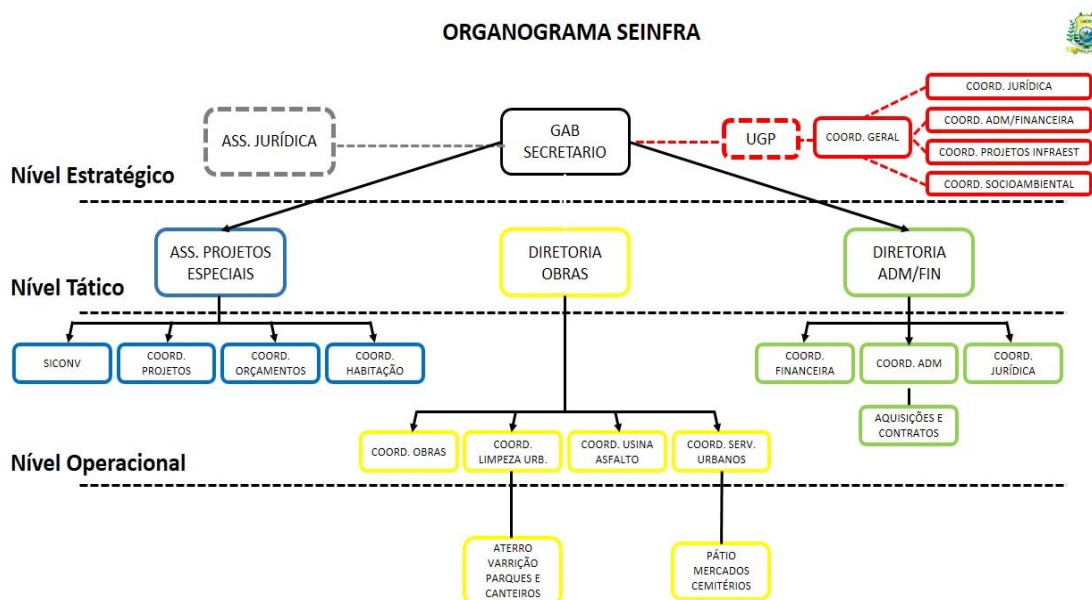 ORGANOGRAMA SEINFRA
COORD. JURÍDICA
COORD. ADM/FINANCEIRA
COORD. PROJETOS INFRAEST
COORD. SOCIOAMBIENTAL
ASS. JURÍDICA
GAB
SECRETARIO
UGP
COORD. GERAL
Nível Estratégico
ASS. PROJETOS
ESPECIAIS
DIRETORIA
OBRAS
DIRETORIA
ADM/FIN
Nível Tático
SICONV
COORD.
PROJETOS
COORD.
ORÇAMENTOS
COORD.
HABITAÇÃO
COORD.
FINANCEIRA
COORD. ADM
COORD.
JURÍDICA
AQUISIÇÕES E
CONTRATOS
COORD. OBRAS
COORD.
LIMPEZA URB.
COORD. USINA
ASFALTO
COORD. SERV.
URBANOS
Nível Operacional
ATERRO
VARRIÇÃO
PARQUES E
CANTEIROS
PÁTIO
MERCADOS
CEMITÉRIOS